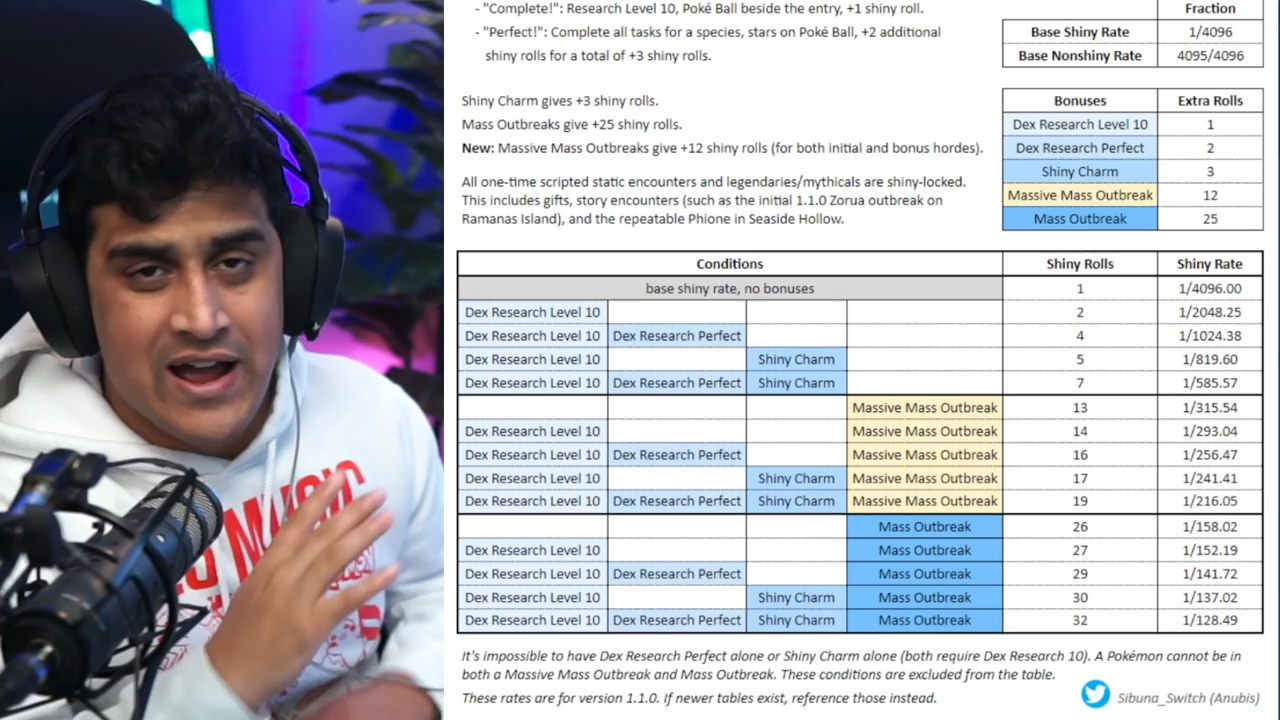 - "Complete!": Research Level 10, Poké Ball beside the entry, +1 shiny roll.
- "Perfect!": Complete all tasks for a species, stars on Poké Ball, +2 additional
shiny rolls for a total of +3 shiny rolls.
Fraction
Base Shiny Rate 1/4096
Base Nonshiny Rate 4095/4096
Shiny Charm gives +3 shiny rolls.
Mass Outbreaks give +25 shiny rolls.
New: Massive Mass Outbreaks give +12 shiny rolls (for both initial and bonus hordes).
All one-time scripted static encounters and legendaries/mythicals are shiny-locked.
This includes gifts, story encounters (such as the initial 1.1.0 Zorua outbreak on
Ramanas Island), and the repeatable Phione in Seaside Hollow.
Bonuses Extra Rolls
Dex Research Level 10 1
Dex Research Perfect 2
Shiny Charm 3
Massive Mass Outbreak 12
Mass Outbreak 25
Conditions Shiny Rolls Shiny Rate
base shiny rate, no bonuses 1 1/4096.00
Dex Research Level 10 2 1/2048.25
Dex Research Level 10 Dex Research Perfect 4 1/1024.38
Dex Research Level 10 Shiny Charm 5 1/819.60
Dex Research Level 10 Dex Research Perfect Shiny Charm 7 1/585.57
Massive Mass Outbreak 13 1/315.54
Dex Research Level 10 Massive Mass Outbreak 14 1/293.04
Dex Research Level 10 Dex Research Perfect Massive Mass Outbreak 16 1/256.47
Dex Research Level 10 Shiny Charm Massive Mass Outbreak 17 1/241.41
Dex Research Level 10 Dex Research Perfect Shiny Charm Massive Mass Outbreak 19 1/216.05
Mass Outbreak 26 1/158.02
Dex Research Level 10 Mass Outbreak 27 1/152.19
Dex Research Level 10 Dex Research Perfect Mass Outbreak 29 1/141.72
Dex Research Level 10 Shiny Charm Mass Outbreak 30 1/137.02
Dex Research Level 10 Dex Research Perfect Shiny Charm Mass Outbreak 32 1/128.49
It's impossible to have Dex Research Perfect alone or Shiny Charm alone (both require Dex Research 10). A Pokémon cannot be in
both a Massive Mass Outbreak and Mass Outbreak. These conditions are excluded from the table.
These rates are for version 1.1.0. If newer tables exist, reference those instead.
Sibuna_Switch (Anubis)